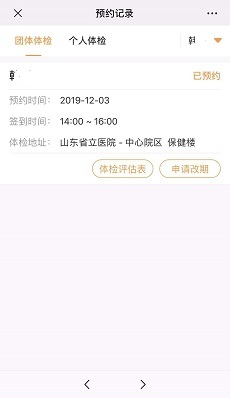 预约记录
团体体检 个人体检 韩
已预约
预约时间： 2019-12-03
签到时间： 14:00 ~ 16:00
体检地址： 山东省立医院 - 中心院区 保健楼
体检评估表 申请改期